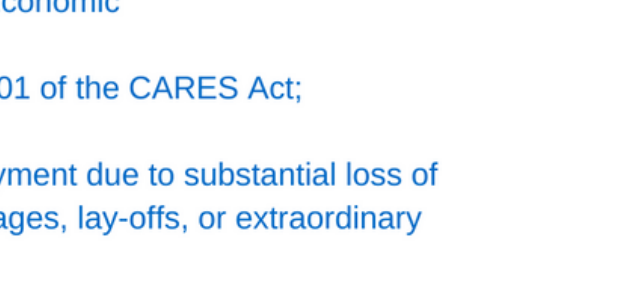 conomic
01 of the CARES Act;
yment due to substantial loss of
ages, lay-offs, or extraordinary